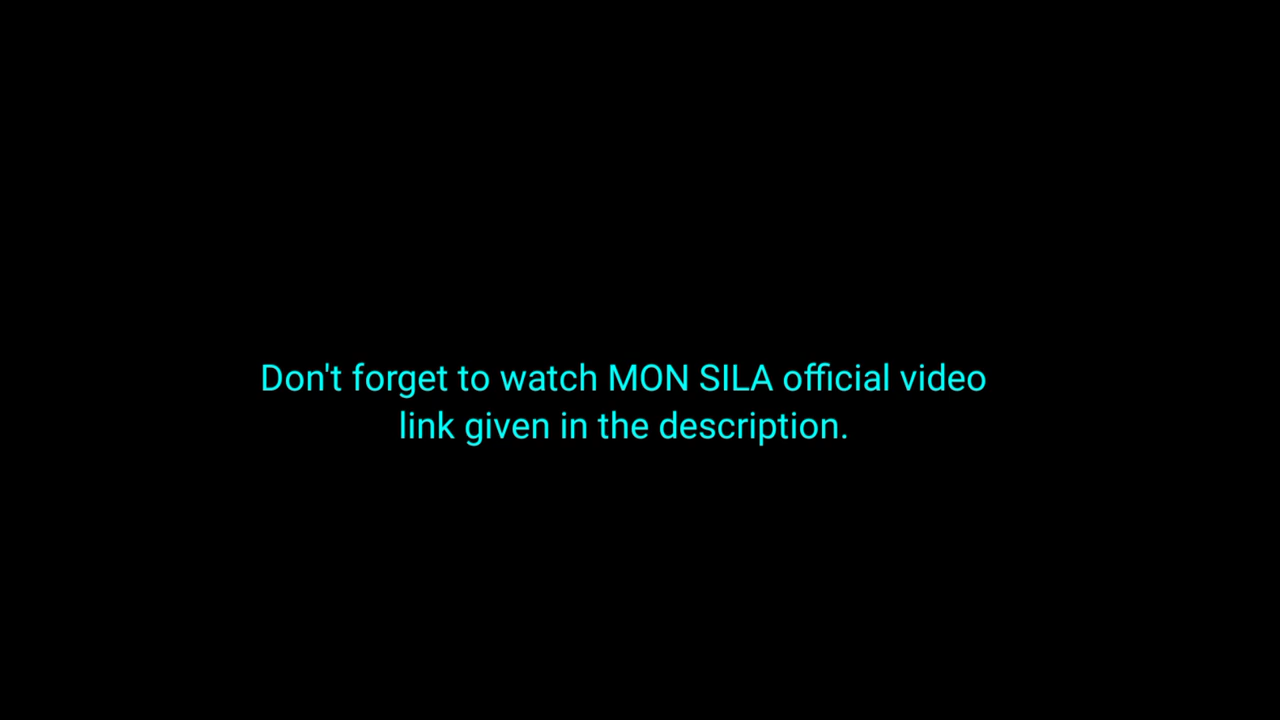 Don't forget to watch MON SILA official video
link given in the description.